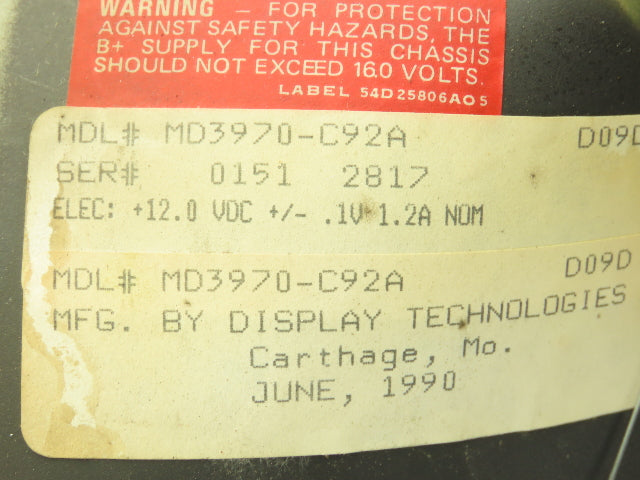 WARNING – FOR PROTECTION
AGAINST SAFETY HAZARDS, THE
B+ SUPPLY FOR THIS CHASSIS
SHOULD NOT EXCEED 16.0 VOLTS.
LABEL 54D25806A05
MDL# MD3970-C92A D09D
SER# 0151 2817
ELEC: +12.0 VDC +/- .1V 1.2A NOM
MDL# MD3970-C92A D09D
MFG. BY DISPLAY TECHNOLOGIES
Carthage, Mo.
JUNE, 1990